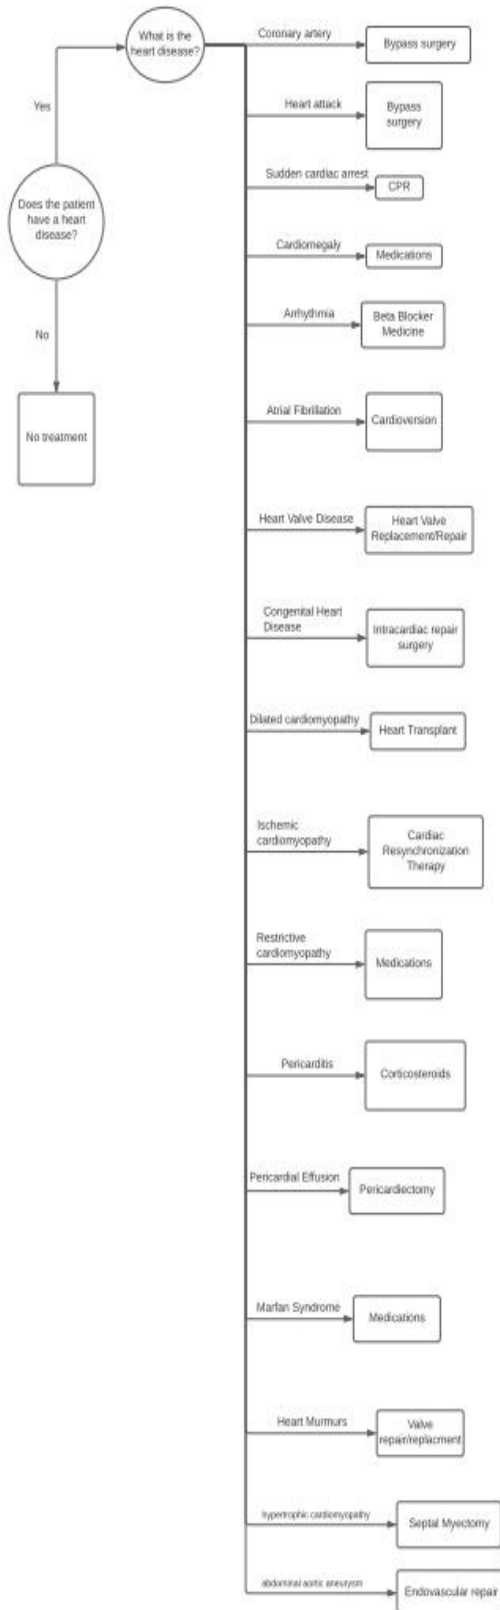 What is the
heart disease?
Coronary artery
Bypass surgery
Heart attack
Bypass
surgery
Yes
Sudden cardiac arrest
CPR
Does the patient
have a heart
disease?
Cardiomegaly
Medications
Arrhythmia
Beta Blocker
Medicine
No
Atrial Fibrillation
Cardioversion
No treatment
Heart Valve Disease
Heart Valve
Replacement/Repair
Congenital Heart
Disease
Intracardiac repair
surgery
Dilated cardiomyopathy
Heart Transplant
Ischemic
cardiomyopathy
Cardiac
Resynchronization
Therapy
Restrictive
cardiomyopathy
Medications
Pericarditis
Corticosteroids
Pericardial Effusion
Pericardiectomy
Marfan Syndrome
Medications
Heart Murmurs
Valve
repair/replacment
hypertrophic cardiomyopathy
Septal Myectomy
abdominal aortic aneurysm
Endovascular repair